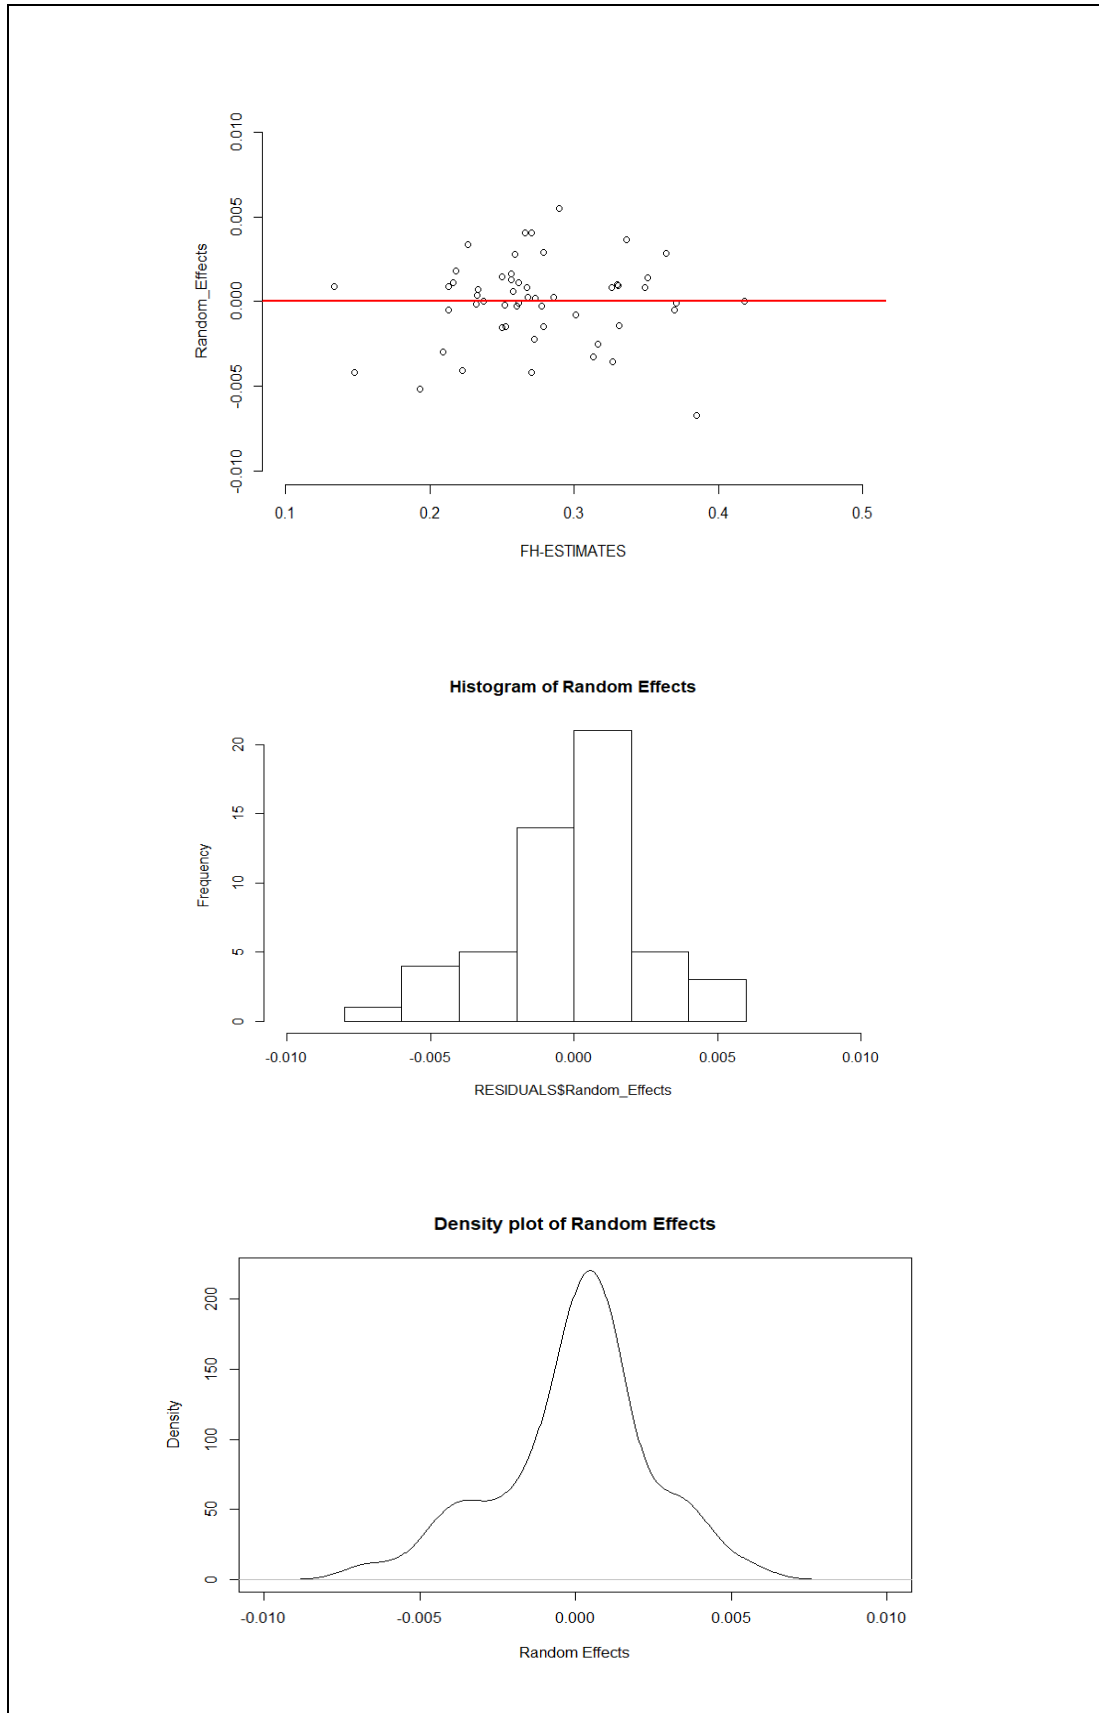 0.010
0.005
0.000
-0.005
-0.010
Random_Effects
0.1 0.2 0.3 0.4 0.5
FH-ESTIMATES
Histogram of Random Effects
20
15
10
5
0
Frequency
-0.010 -0.005 0.000 0.005 0.010
RESIDUALS$Random_Effects
Density plot of Random Effects
200
150
100
50
0
Density
-0.010 -0.005 0.000 0.005 0.010
Random Effects